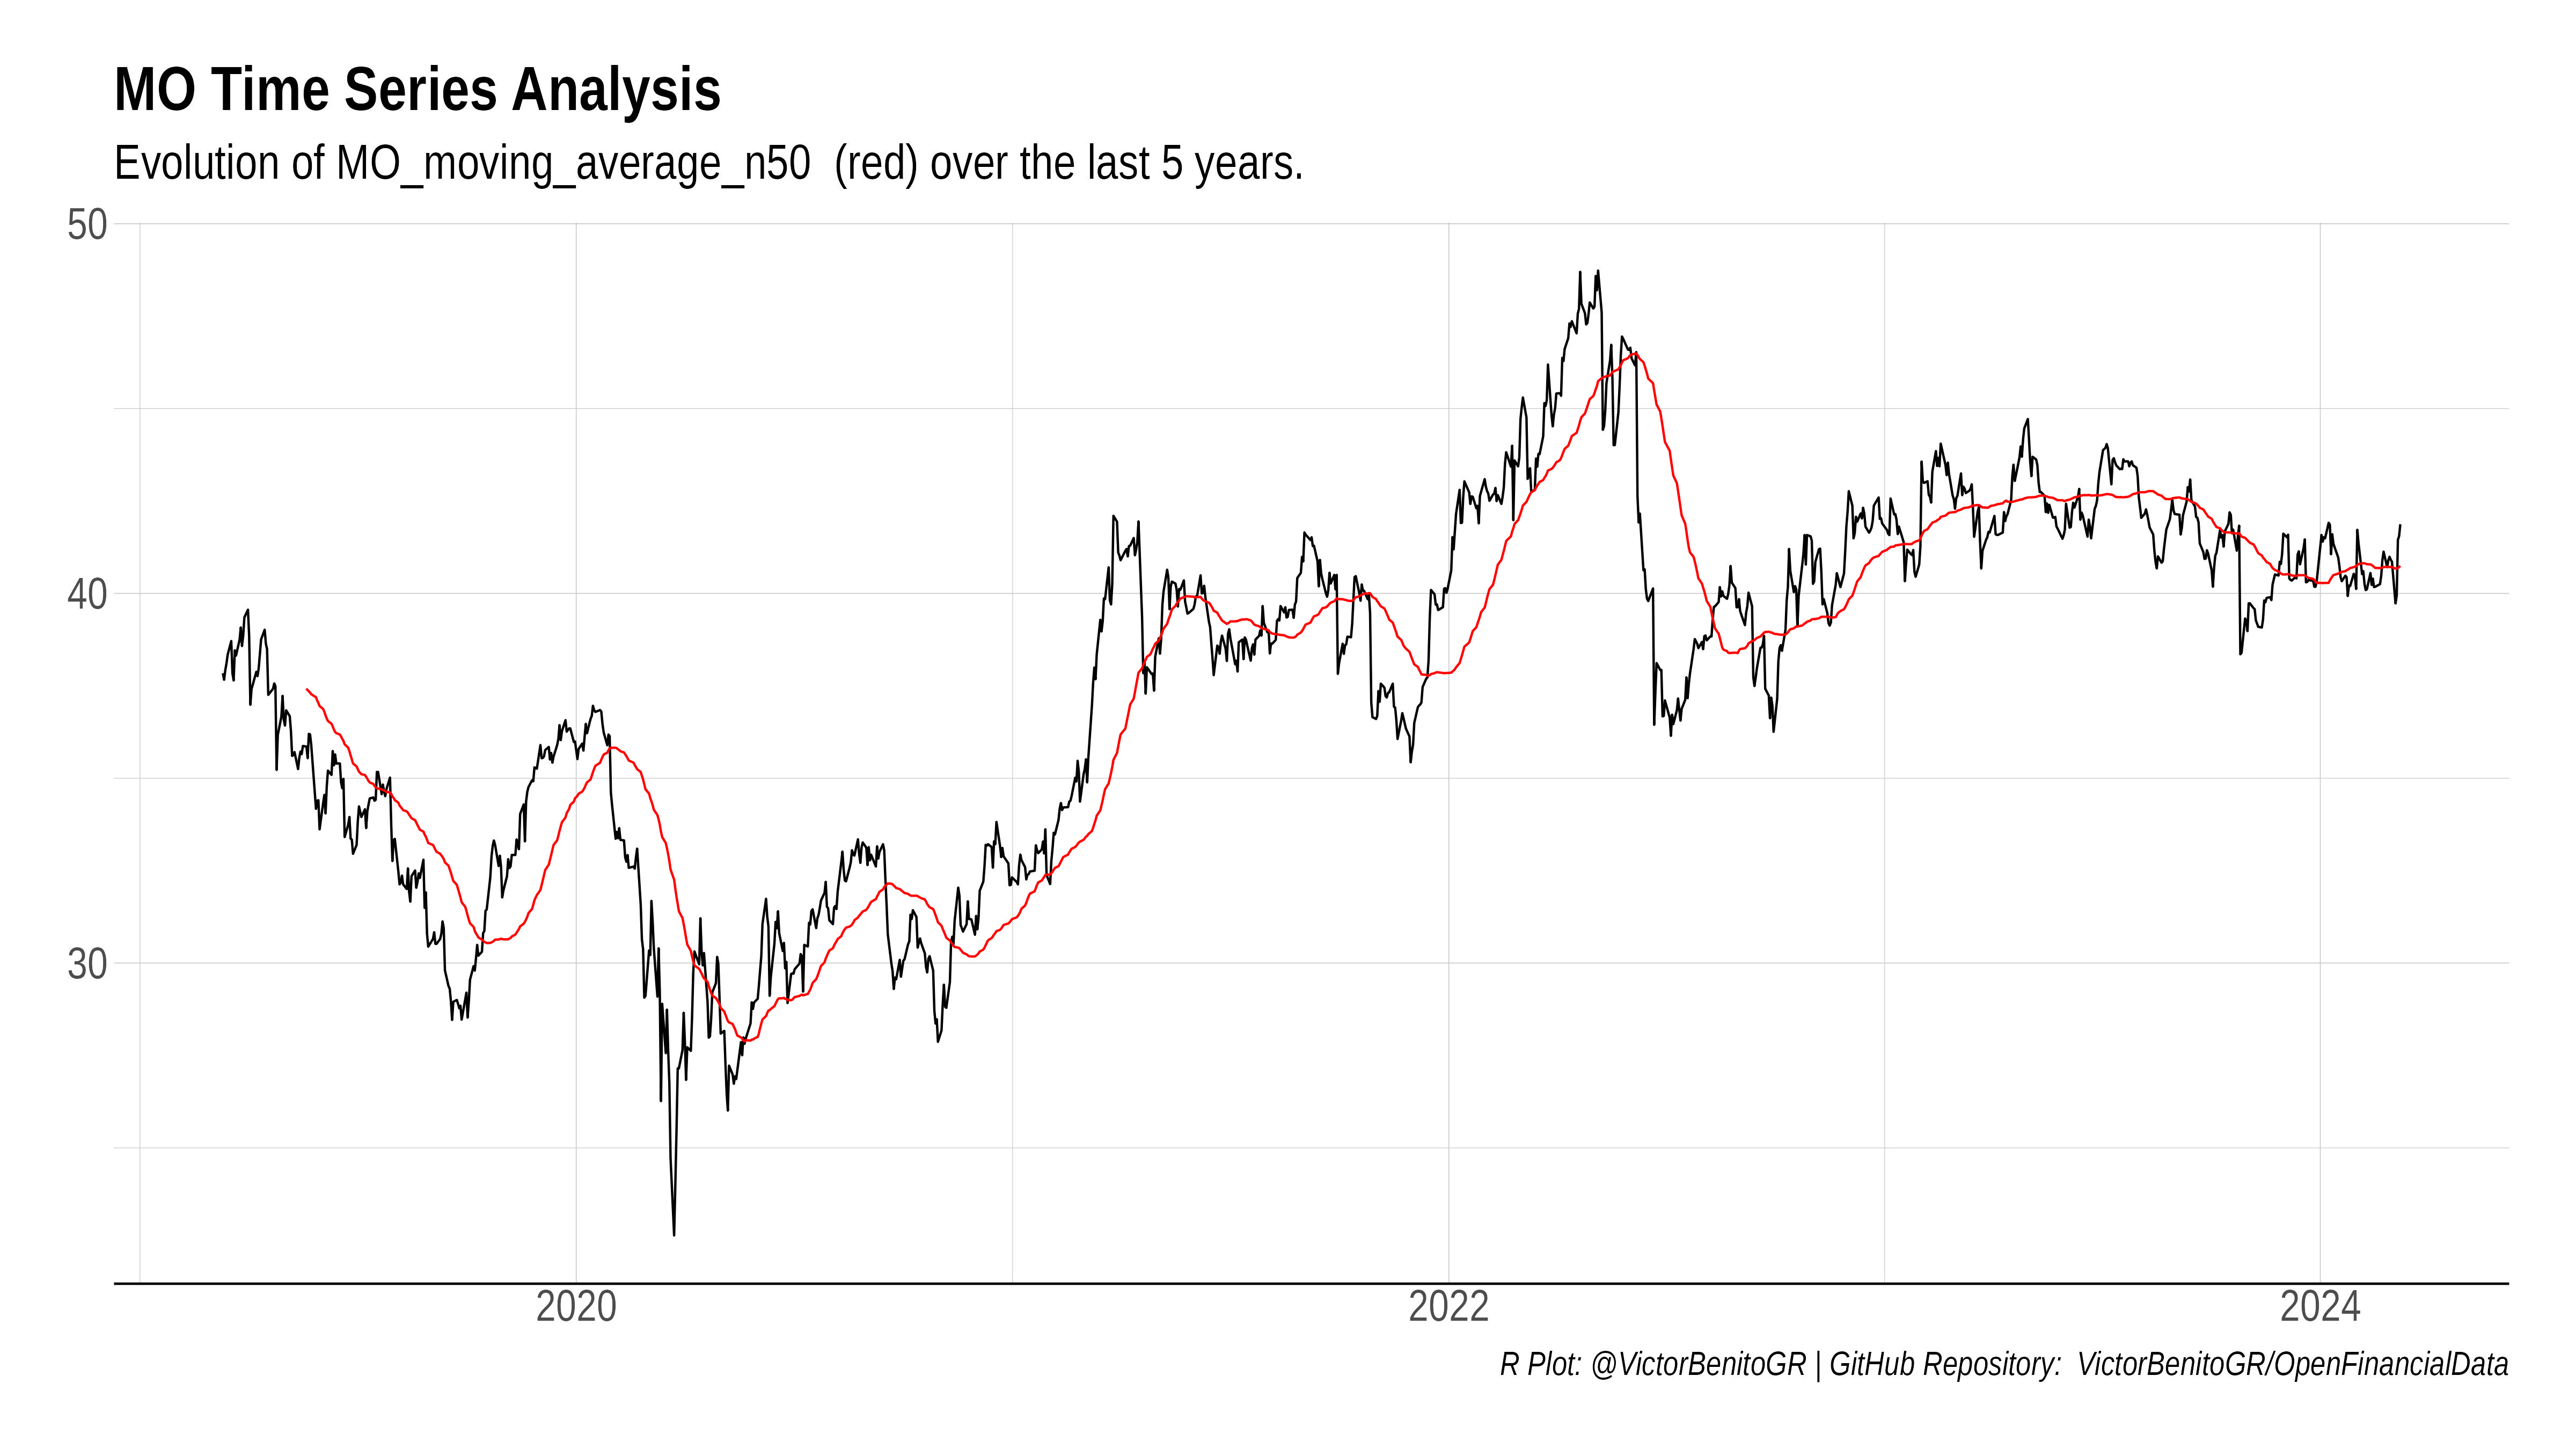 MO Time Series Analysis
Evolution of MO_moving_average_n50  (red) over the last 5 years.
50
40
30
2020 2022 2024
R Plot: @VictorBenitoGR | GitHub Repository:  VictorBenitoGR/OpenFinancialData